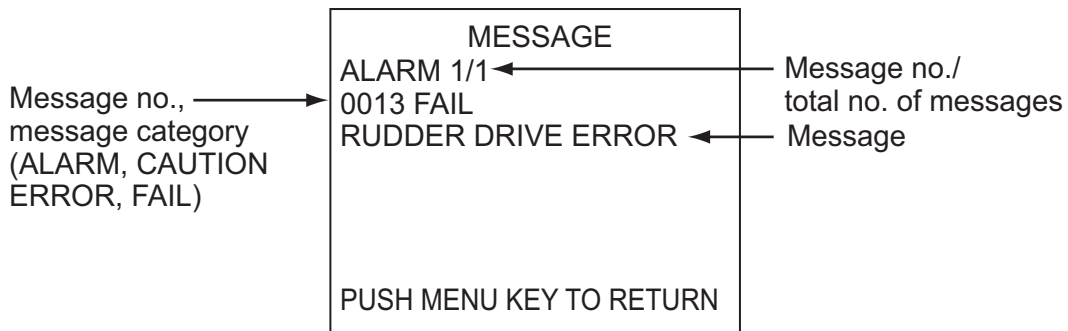 MESSAGE
ALARM 1/1
0013 FAIL
RUDDER DRIVE ERROR
PUSH MENU KEY TO RETURN
Message no.,
message category
(ALARM, CAUTION
ERROR, FAIL)
Message no./
total no. of messages
Message